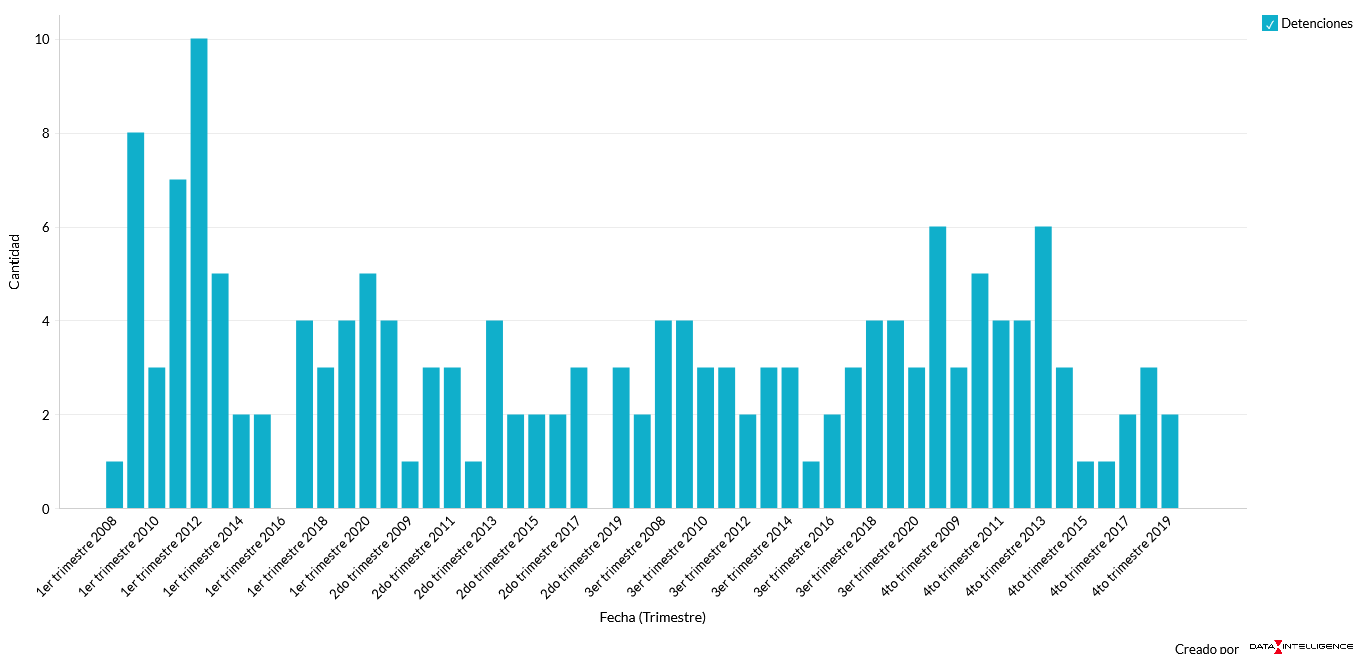 Detenciones
10
8
6
4
2
0
Cantidad
1er trimestre 2008
1er trimestre 2010
1er trimestre 2012
1er trimestre 2014
1er trimestre 2016
1er trimestre 2018
1er trimestre 2020
2do trimestre 2009
2do trimestre 2011
2do trimestre 2013
2do trimestre 2015
2do trimestre 2017
2do trimestre 2019
3er trimestre 2008
3er trimestre 2010
3er trimestre 2012
3er trimestre 2014
3er trimestre 2016
3er trimestre 2018
3er trimestre 2020
4to trimestre 2009
4to trimestre 2011
4to trimestre 2013
4to trimestre 2015
4to trimestre 2017
4to trimestre 2019
Fecha (Trimestre)
Creado por DATA INTELLIGENCE